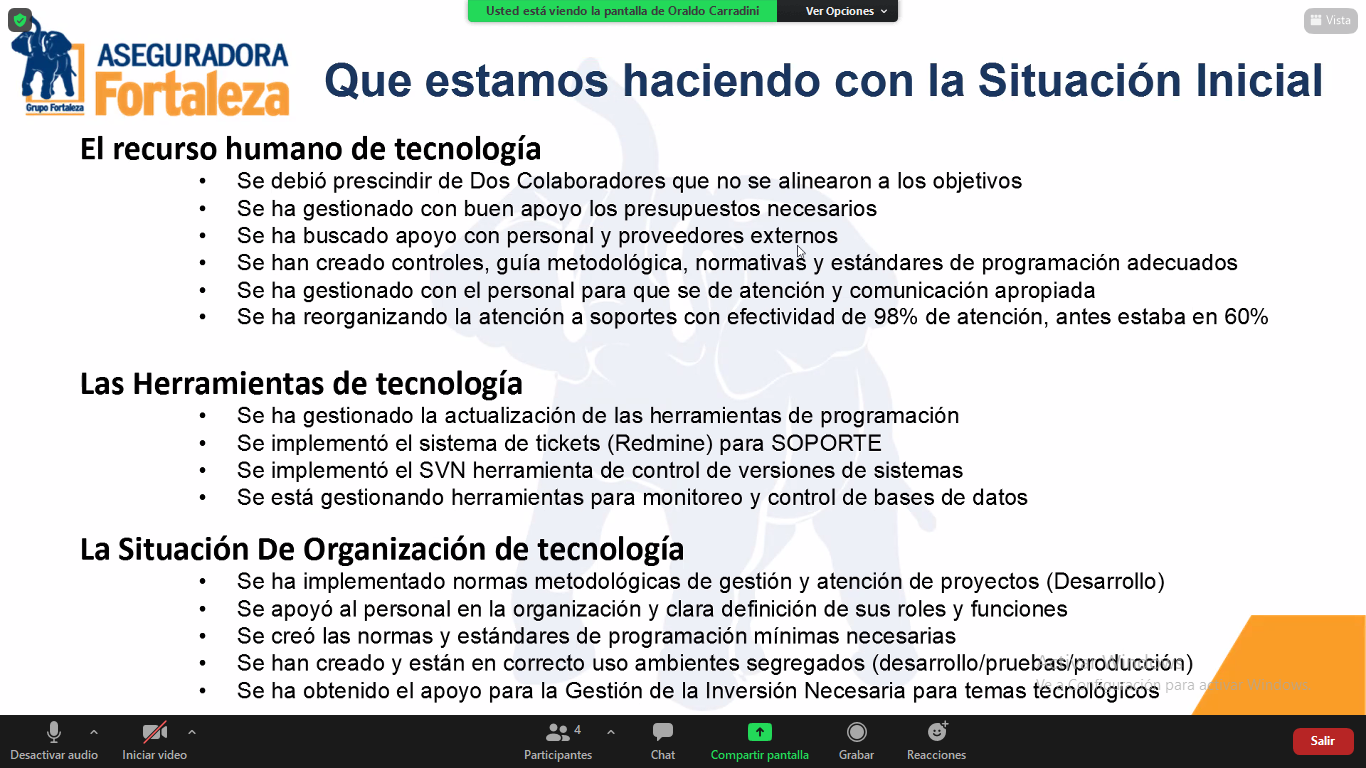 Usted está viendo la pantalla de Oraldo Carradini
Ver Opciones
Vista
ASEGURADORA
Fortaleza
Grupo Fortaleza
Que estamos haciendo con la Situación Inicial
El recurso humano de tecnología
• Se debió prescindir de Dos Colaboradores que no se alinearon a los objetivos
• Se ha gestionado con buen apoyo los presupuestos necesarios
• Se ha buscado apoyo con personal y proveedores externos
• Se han creado controles, guía metodológica, normativas y estándares de programación adecuados
• Se ha gestionado con el personal para que se de atención y comunicación apropiada
• Se ha reorganizando la atención a soportes con efectividad de 98% de atención, antes estaba en 60%
Las Herramientas de tecnología
• Se ha gestionado la actualización de las herramientas de programación
• Se implementó el sistema de tickets (Redmine) para SOPORTE
• Se implementó el SVN herramienta de control de versiones de sistemas
• Se está gestionando herramientas para monitoreo y control de bases de datos
La Situación De Organización de tecnología
• Se ha implementado normas metodológicas de gestión y atención de proyectos (Desarrollo)
• Se apoyó al personal en la organización y clara definición de sus roles y funciones
• Se creó las normas y estándares de programación mínimas necesarias
• Se han creado y están en correcto uso ambientes segregados (desarrollo/pruebas/producción)
• Se ha obtenido el apoyo para la Gestión de la Inversión Necesaria para temas tecnológicos
Activar Windows
Ve a Configuración para activar Windows.
Desactivar audio
Iniciar video
4
Participantes
Chat
Compartir pantalla
Grabar
Reacciones
Salir